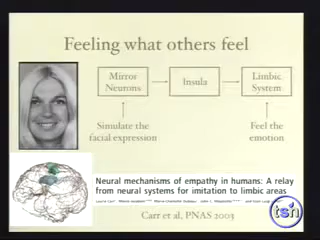 Feeling what others feel
Mirror
Neurons
Insula
Limbic
System
Simulate the
facial expression
Feel the
emotion
Neural mechanisms of empathy in humans: A relay
from neural systems for imitation to limbic areas
Carr et al, PNAS 2003
tsn